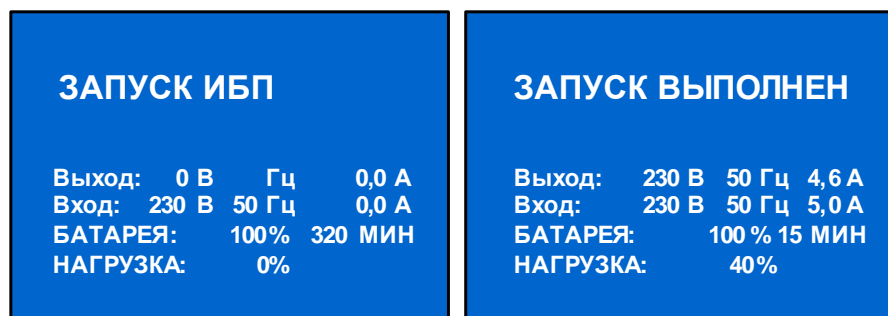 ЗАПУСК ИБП
Выход: 0 В Гц 0,0 А
Вход: 230 В 50 Гц 0,0 А
БАТАРЕЯ: 100% 320 МИН
НАГРУЗКА: 0%
ЗАПУСК ВЫПОЛНЕН
Выход: 230 В 50 Гц 4,6 А
Вход: 230 В 50 Гц 5,0 А
БАТАРЕЯ: 100 % 15 МИН
НАГРУЗКА: 40%